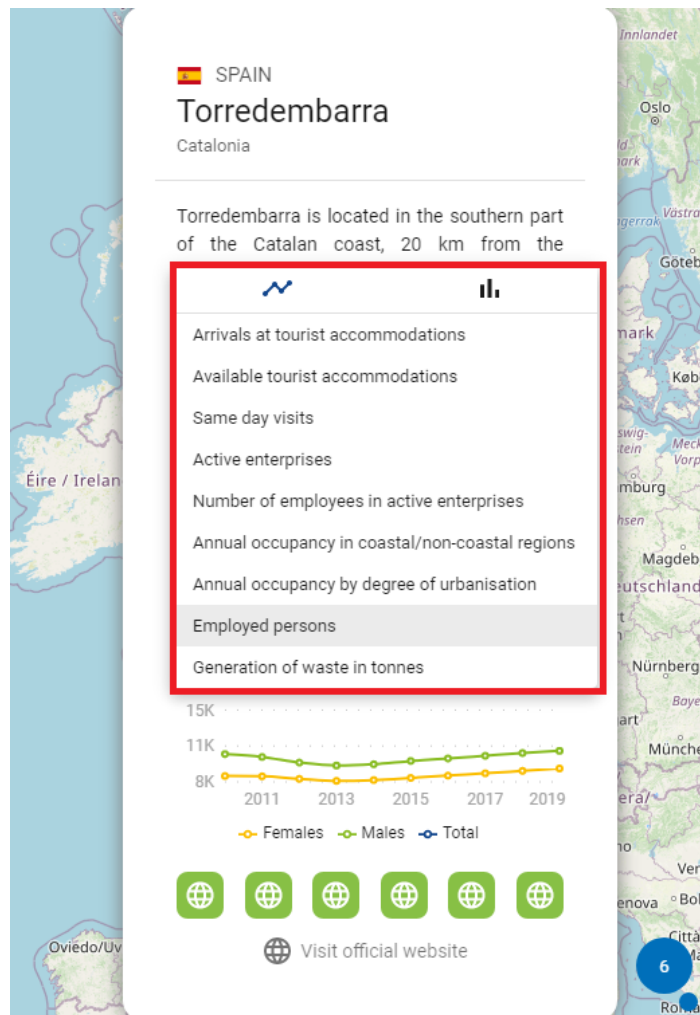 Innlandet
SPAIN
Torredembarra
Oslo
Catalonia
Torredembarra is located in the southern part
of the Catalan coast, 20 km from the
Västra
Göteb
Arrivals at tourist accommodations
Available tourist accommodations
Køb
Same day visits
Active enterprises
Éire / Irelan
Number of employees in active enterprises
Annual occupancy in coastal/non-coastal regions
Magdeb
Annual occupancy by degree of urbanisation
eutschland
Employed persons
Generation of waste in tonnes
Nürnberg
15K
Baye
11K
Münche
8K
2011 2013 2015 2017 2019
Females Males Total
Ver
enova
Bol
Visit official website
Oviedo/Uv
Città
6
Roma